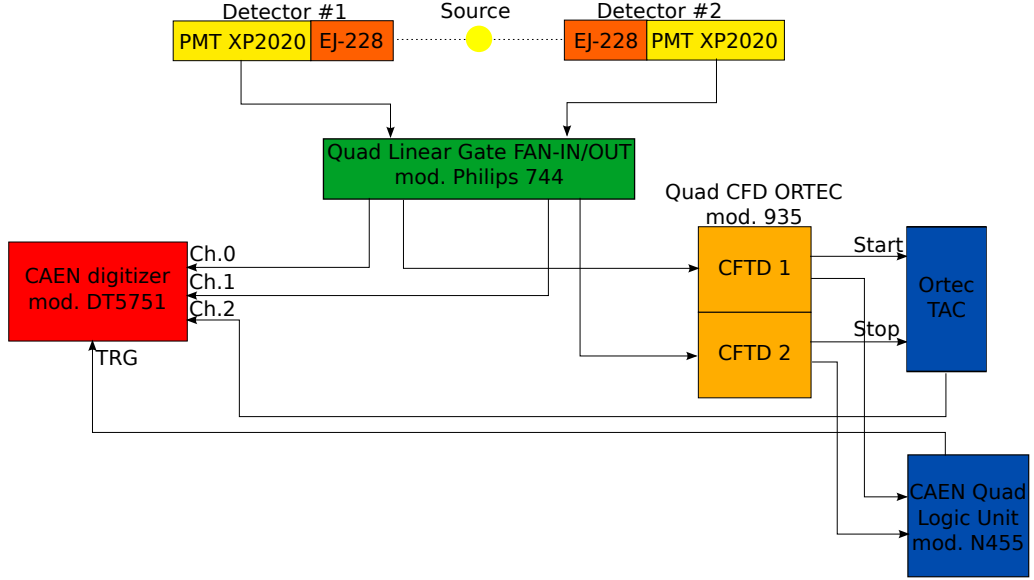 Detector #1
Source
Detector #2
PMT XP2020
EJ-228
EJ-228
PMT XP2020
Quad Linear Gate FAN-IN/OUT
mod. Philips 744
Quad CFD ORTEC
mod. 935
CAEN digitizer
mod. DT5751
Ch.0
Ch.1
Ch.2
TRG
CFTD 1
CFTD 2
Start
Stop
Ortec
TAC
CAEN Quad
Logic Unit
mod. N455